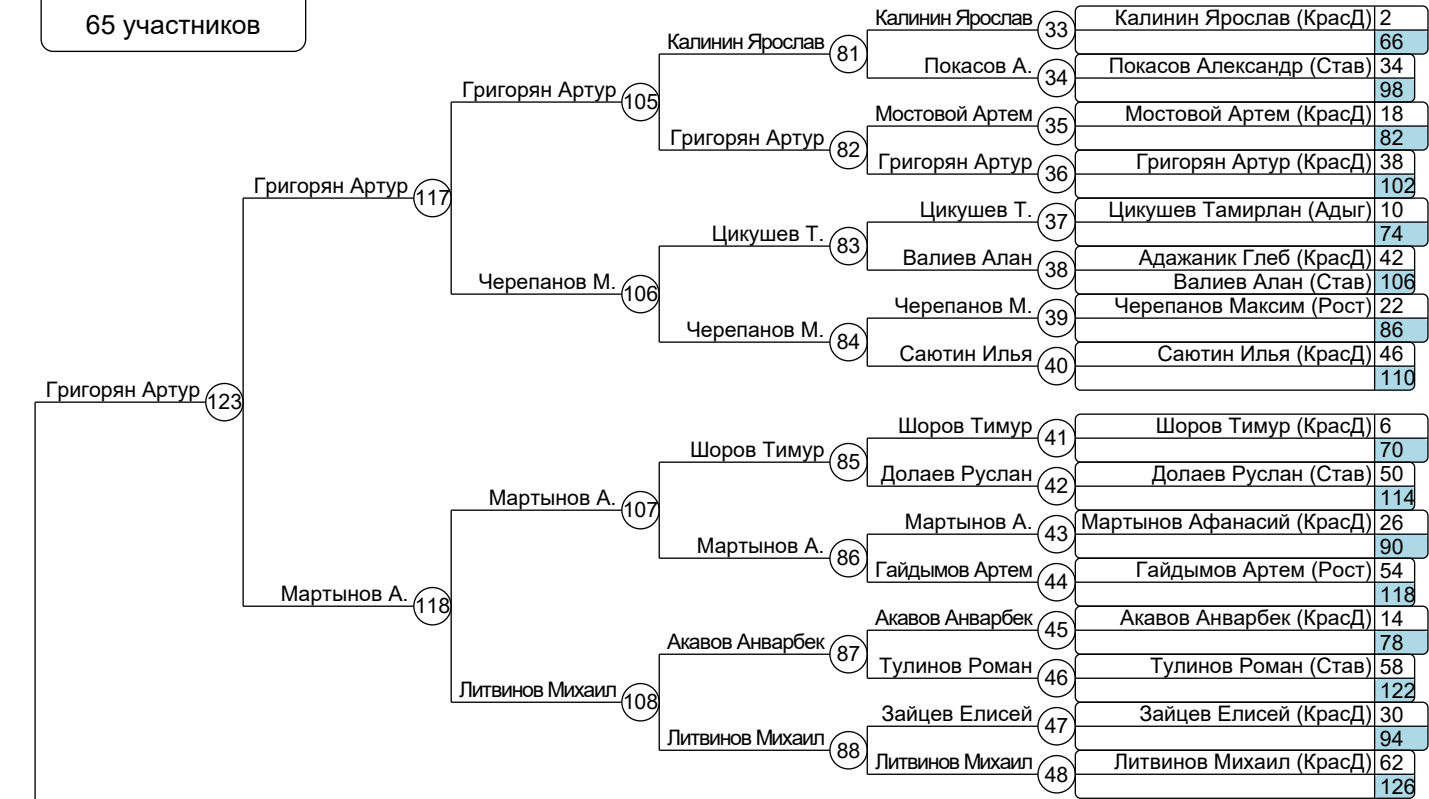 65 участников
Калинин Ярослав 33 Калинин Ярослав (КрасД) 2
66
Калинин Ярослав 81
Покасов А. 34 Покасов Александр (Став) 34
98
Григорян Артур 105
Мостовой Артем 35 Мостовой Артем (КрасД) 18
82
Григорян Артур 82
Григорян Артур 36 Григорян Артур (КрасД) 38
102
Григорян Артур 117
Цикушев Т. 37 Цикушев Тамирлан (Адыг) 10
74
Цикушев Т. 83
Валиев Алан 38 Адажаник Глеб (КрасД) 42
Валиев Алан (Став) 106
Черепанов М. 106
Черепанов М. 39 Черепанов Максим (Рост) 22
86
Черепанов М. 84
Саютин Илья 40 Саютин Илья (КрасД) 46
110
Григорян Артур 123
Шоров Тимур 41 Шоров Тимур (КрасД) 6
70
Шоров Тимур 85
Долаев Руслан 42 Долаев Руслан (Став) 50
114
Мартынов А. 107
Мартынов А. 43 Мартынов Афанасий (КрасД) 26
90
Мартынов А. 86
Гайдымов Артем 44 Гайдымов Артем (Рост) 54
118
Мартынов А. 118
Акавов Анварбек 45 Акавов Анварбек (КрасД) 14
78
Акавов Анварбек 87
Тулинов Роман 46 Тулинов Роман (Став) 58
122
Литвинов Михаил 108
Зайцев Елисей 47 Зайцев Елисей (КрасД) 30
94
Литвинов Михаил 88
Литвинов Михаил 48 Литвинов Михаил (КрасД) 62
126